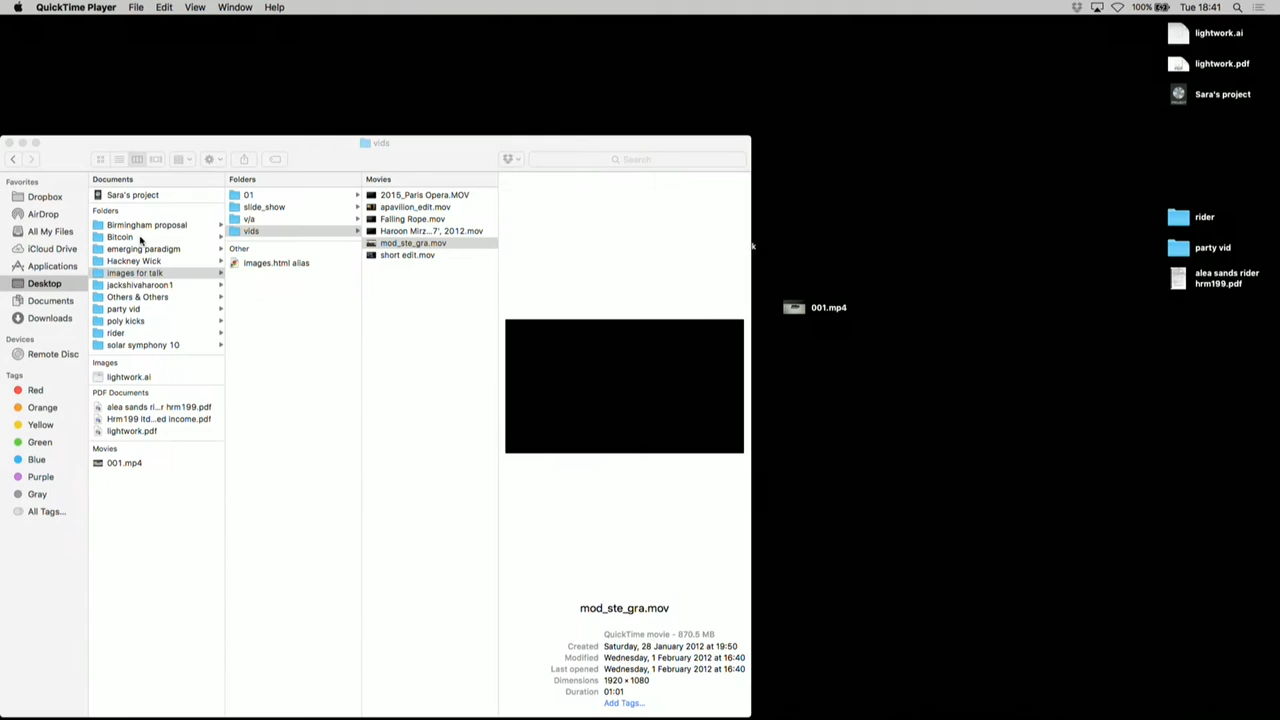 QuickTime Player File Edit View Window Help 100% Tue 18:41
lightwork.ai
lightwork.pdf
Sara's project
rider
party vid
alea sands rider
hrm199.pdf
k
001.mp4
vids
Search
Favorites
Dropbox
AirDrop
All My Files
iCloud Drive
Applications
Desktop
Documents
Downloads
Devices
Remote Disc
Tags
Red
Orange
Yellow
Green
Blue
Purple
Gray
All Tags...
Documents
Sara's project
Folders
Birmingham proposal
Bitcoin
emerging paradigm
Hackney Wick
images for talk
jackshivaharoon1
Others & Others
party vid
poly kicks
rider
solar symphony 10
Images
lightwork.ai
PDF Documents
alea sands ri...r hrm199.pdf
Hrm199 ltd...ed income.pdf
lightwork.pdf
Movies
001.mp4
Folders
01
slide_show
v/a
vids
Other
images.html alias
Movies
2015_Paris Opera.MOV
apavilion_edit.mov
Falling Rope.mov
Haroon Mirz...7', 2012.mov
mod_ste_gra.mov
short edit.mov
mod_ste_gra.mov
QuickTime movie - 870.5 MB
Created Saturday, 28 January 2012 at 19:50
Modified Wednesday, 1 February 2012 at 16:40
Last opened Wednesday, 1 February 2012 at 16:40
Dimensions 1920 × 1080
Duration 01:01
Add Tags...